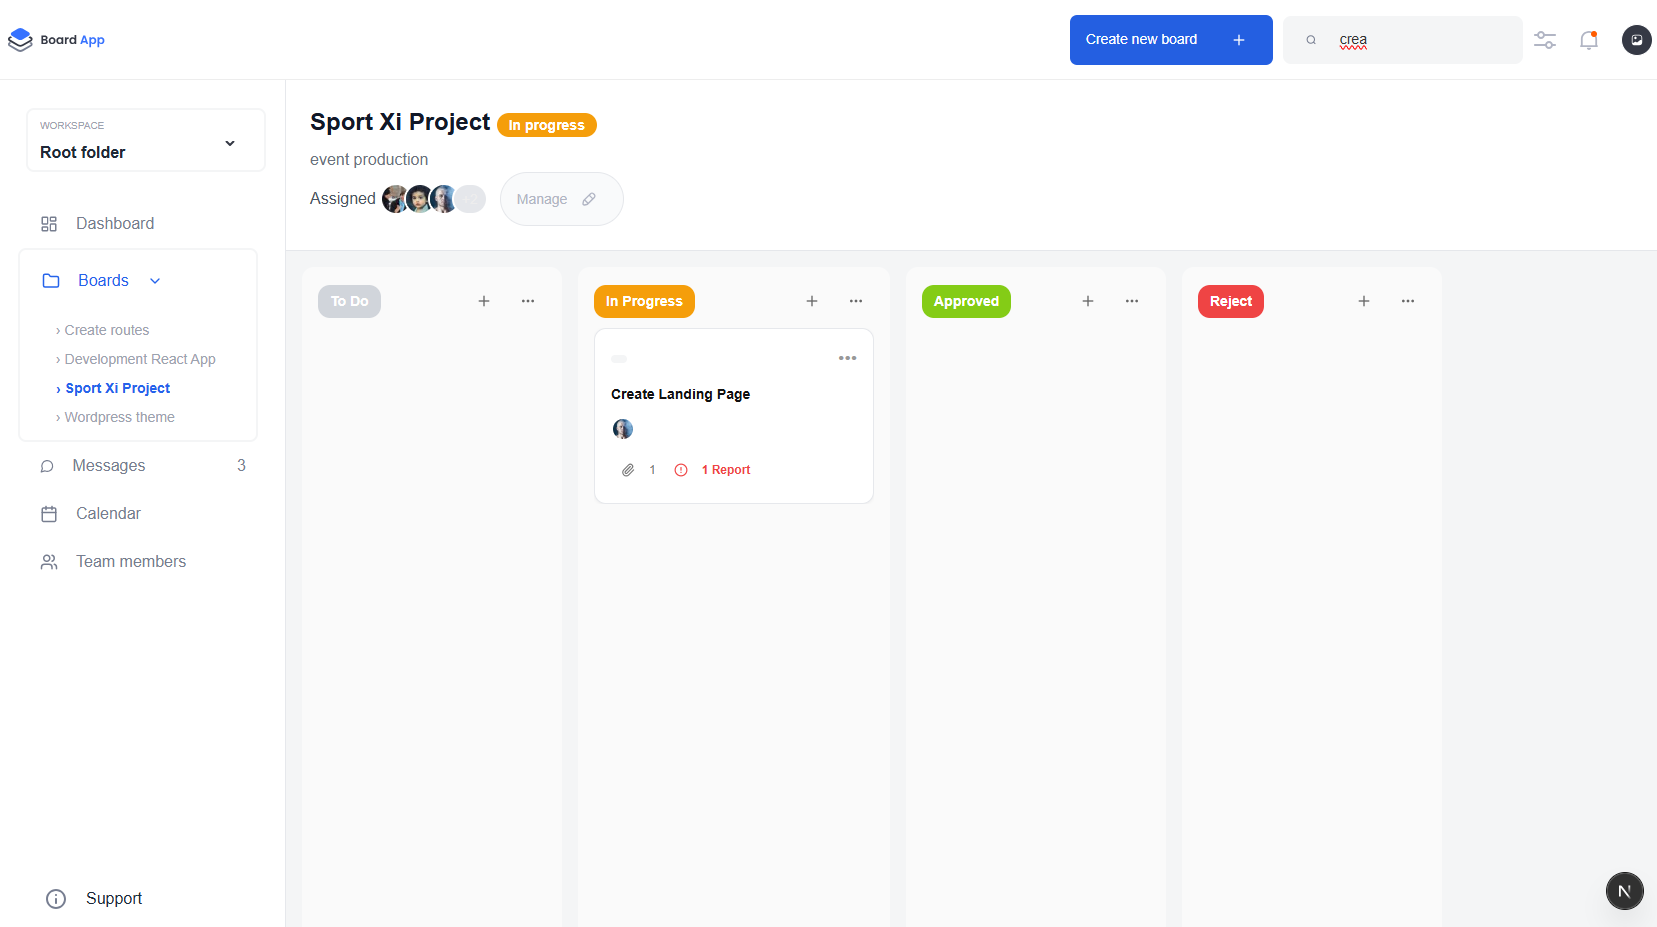 Board App
Create new board
crea
WORKSPACE
Root folder
Dashboard
Boards
› Create routes
› Development React App
› Sport Xi Project
› Wordpress theme
Messages 3
Calendar
Team members
Support
Sport Xi Project In progress
event production
Assigned
Manage
To Do
In Progress
Create Landing Page
1 1 Report
Approved
Reject
N